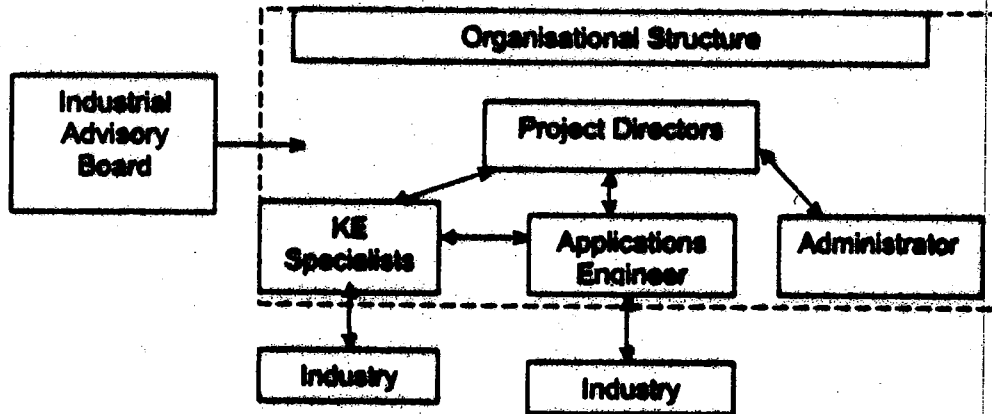 Organisational Structure
Industrial
Advisory
Board
Project Directors
KE
Specialists
Applications
Engineer
Administrator
Industry
Industry